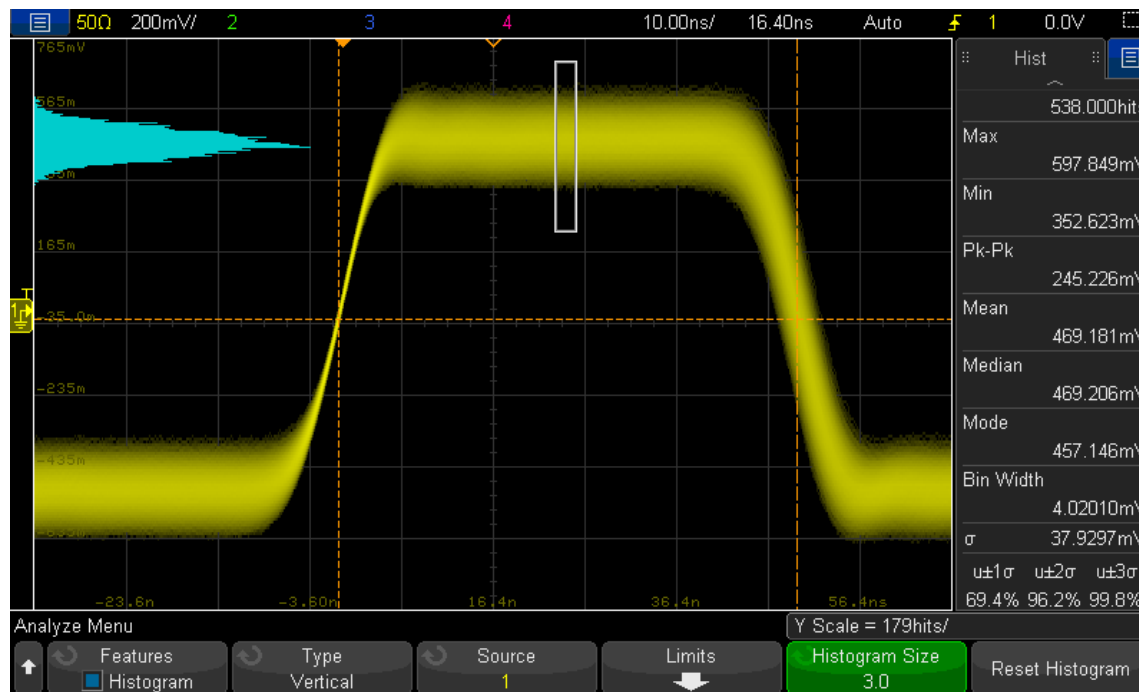 50Ω 200mV/ 2 3 4 10.00ns/ 16.40ns Auto 1 0.0V
765mV
565m
165m
-35.0m
-235m
-435m
-23.6n -3.60n 16.4n 36.4n 56.4ns
Hist
538.000hit
Max
597.849m
Min
352.623m
Pk-Pk
245.226m
Mean
469.181m
Median
469.206m
Mode
457.146m
Bin Width
4.02010m
σ 37.9297m
u±1σ u±2σ u±3σ
69.4% 96.2% 99.8%
Analyze Menu
Y Scale = 179hits/
Features
Histogram
Type
Vertical
Source
1
Limits
Histogram Size
3.0
Reset Histogram